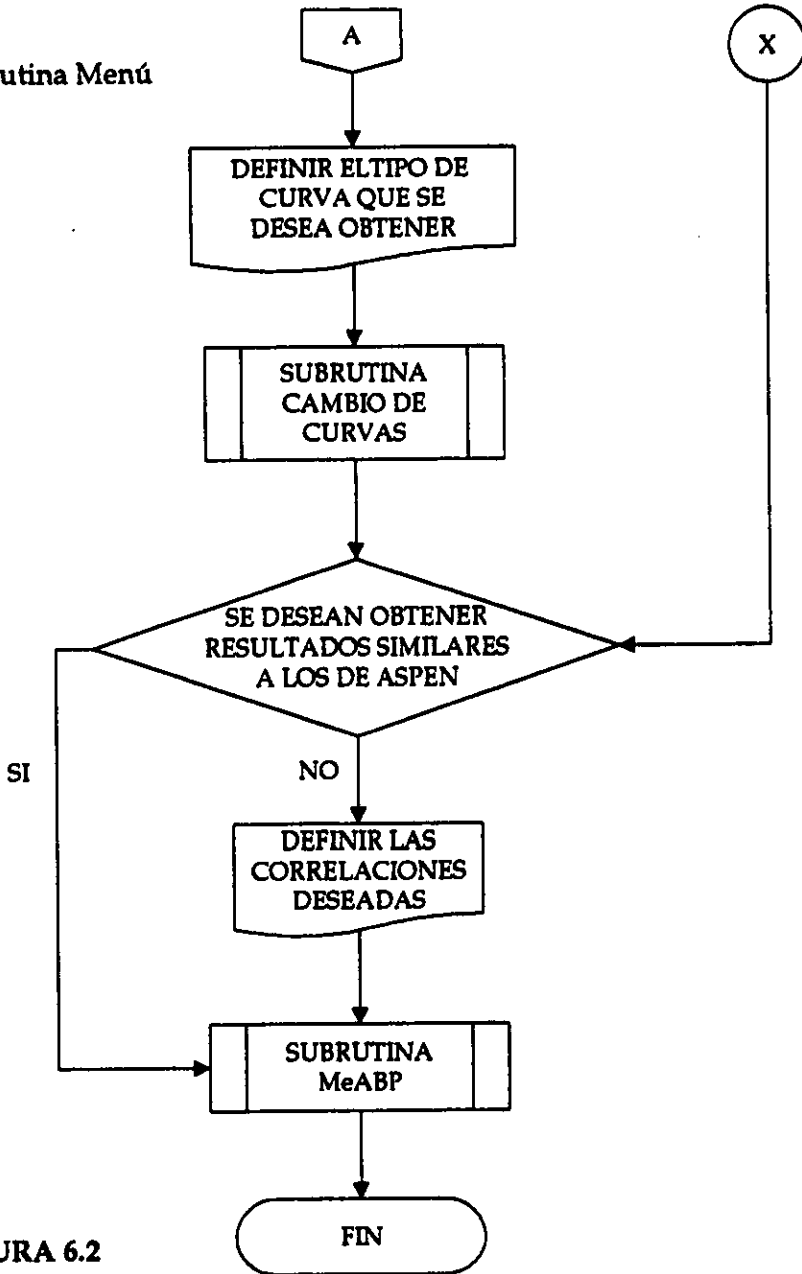 A
X
utina Menú
DEFINIR ELTIPO DE
CURVA QUE SE
DESEA OBTENER
SUBRUTINA
CAMBIO DE
CURVAS
SE DESEAN OBTENER
RESULTADOS SIMILARES
A LOS DE ASPEN
SI
NO
DEFINIR LAS
CORRELACIONES
DESEADAS
SUBRUTINA
MeABP
FIN
URA 6.2